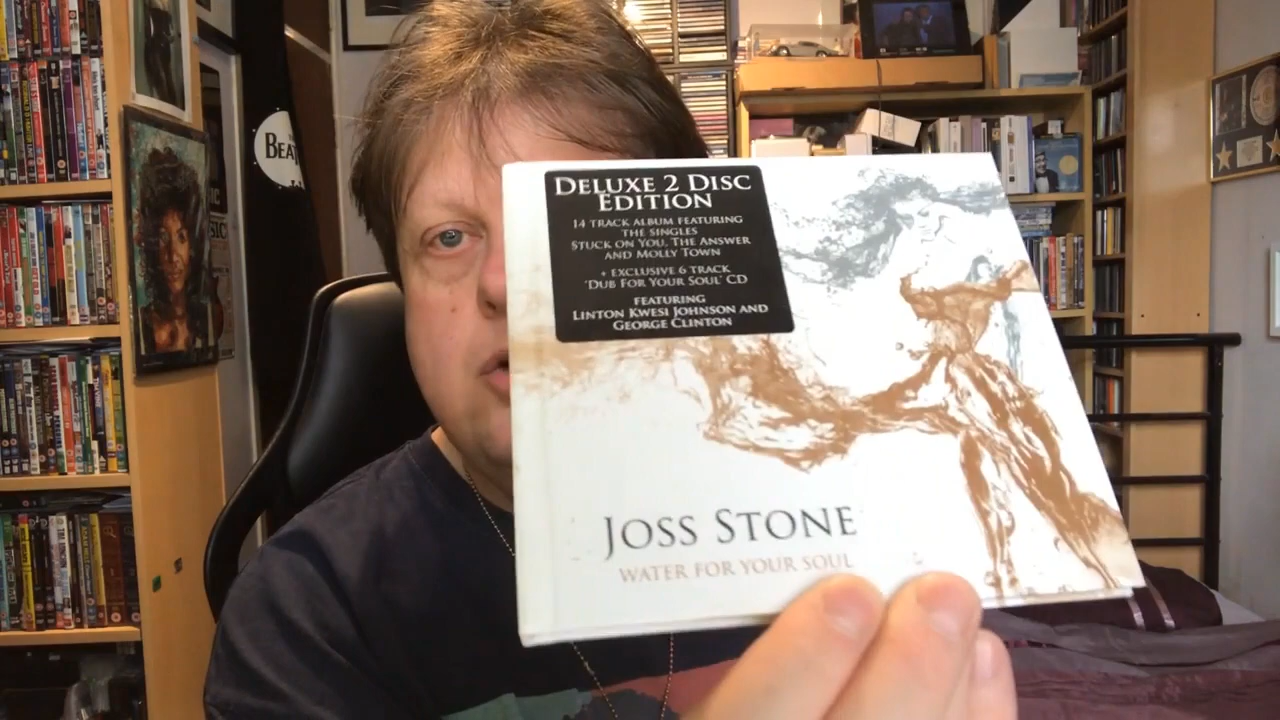 BEA
DELUXE 2 DISC
EDITION
14 TRACK ALBUM FEATURING
THE SINGLES
STUCK ON YOU, THE ANSWER
AND MOLLY TOWN
+ EXCLUSIVE 6 TRACK
'DUB FOR YOUR SOUL' CD
FEATURING
LINTON KWESI JOHNSON AND
GEORGE CLINTON
JOSS STONE
WATER FOR YOUR SOUL